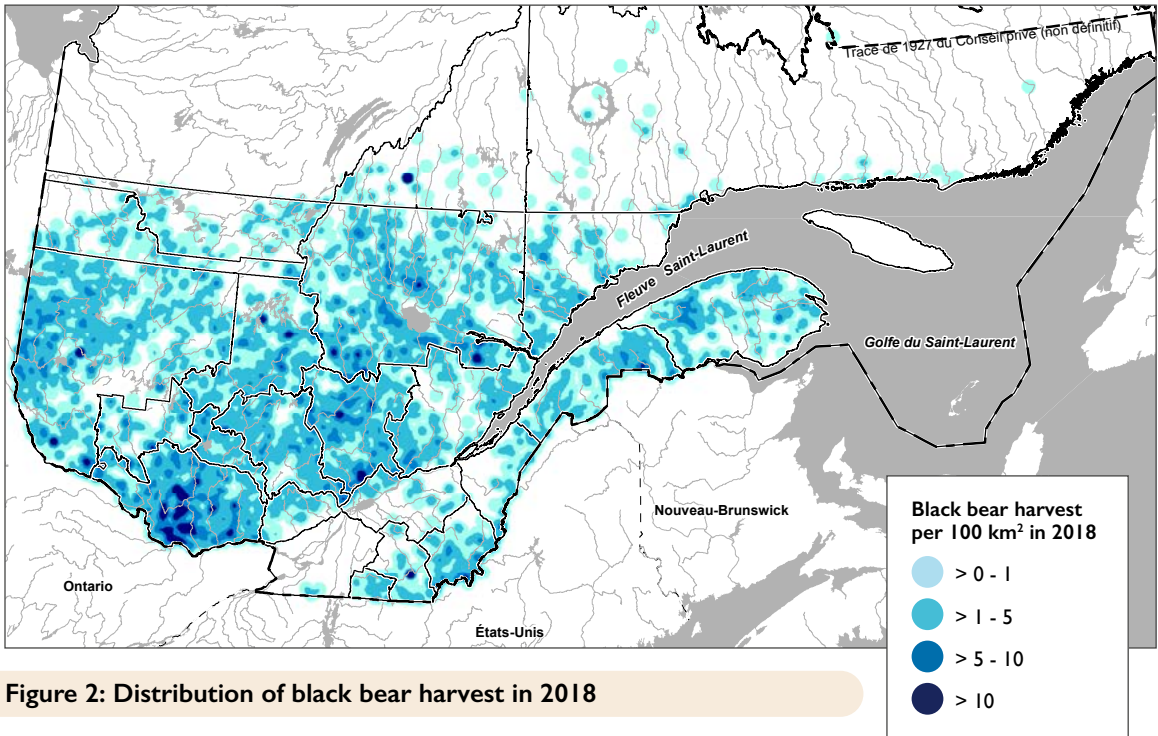 Tracé de 1927 du Conseil privé (non définitif)
Fleuve Saint-Laurent
Golfe du Saint-Laurent
Nouveau-Brunswick
Ontario
États-Unis
Black bear harvest
per 100 km² in 2018
> 0 - 1
> 1 - 5
> 5 - 10
> 10
Figure 2: Distribution of black bear harvest in 2018